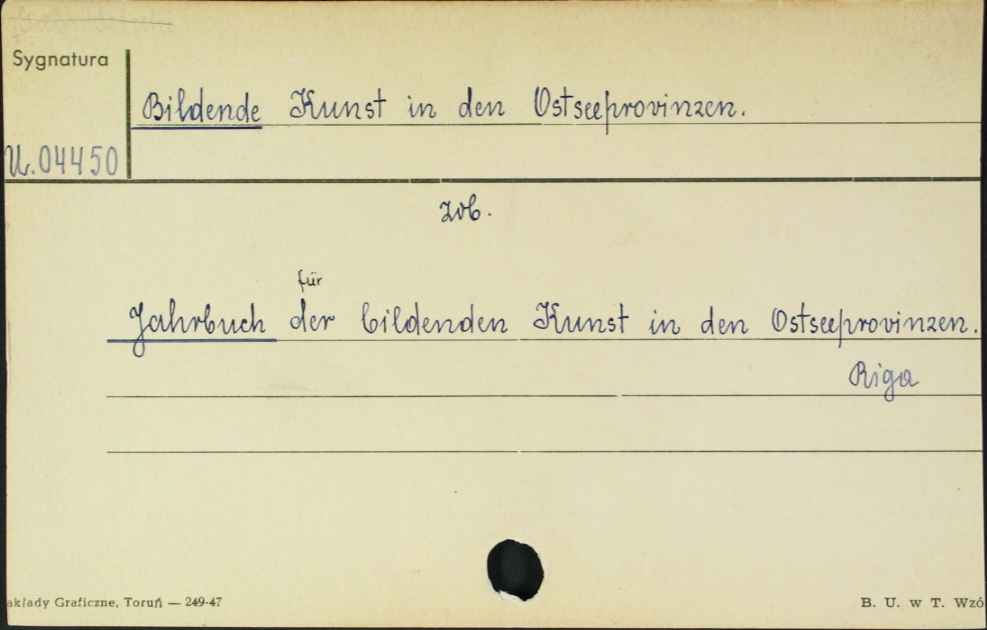 Sygnatura
Bildende Kunst in den Ostseeprovinzen.
U.04450
zob.
für
Jahrbuch der bildenden Kunst in den Ostseeprovinzen.
Riga
akłady Graficzne, Toruń — 249-47
B. U. w T. Wzó